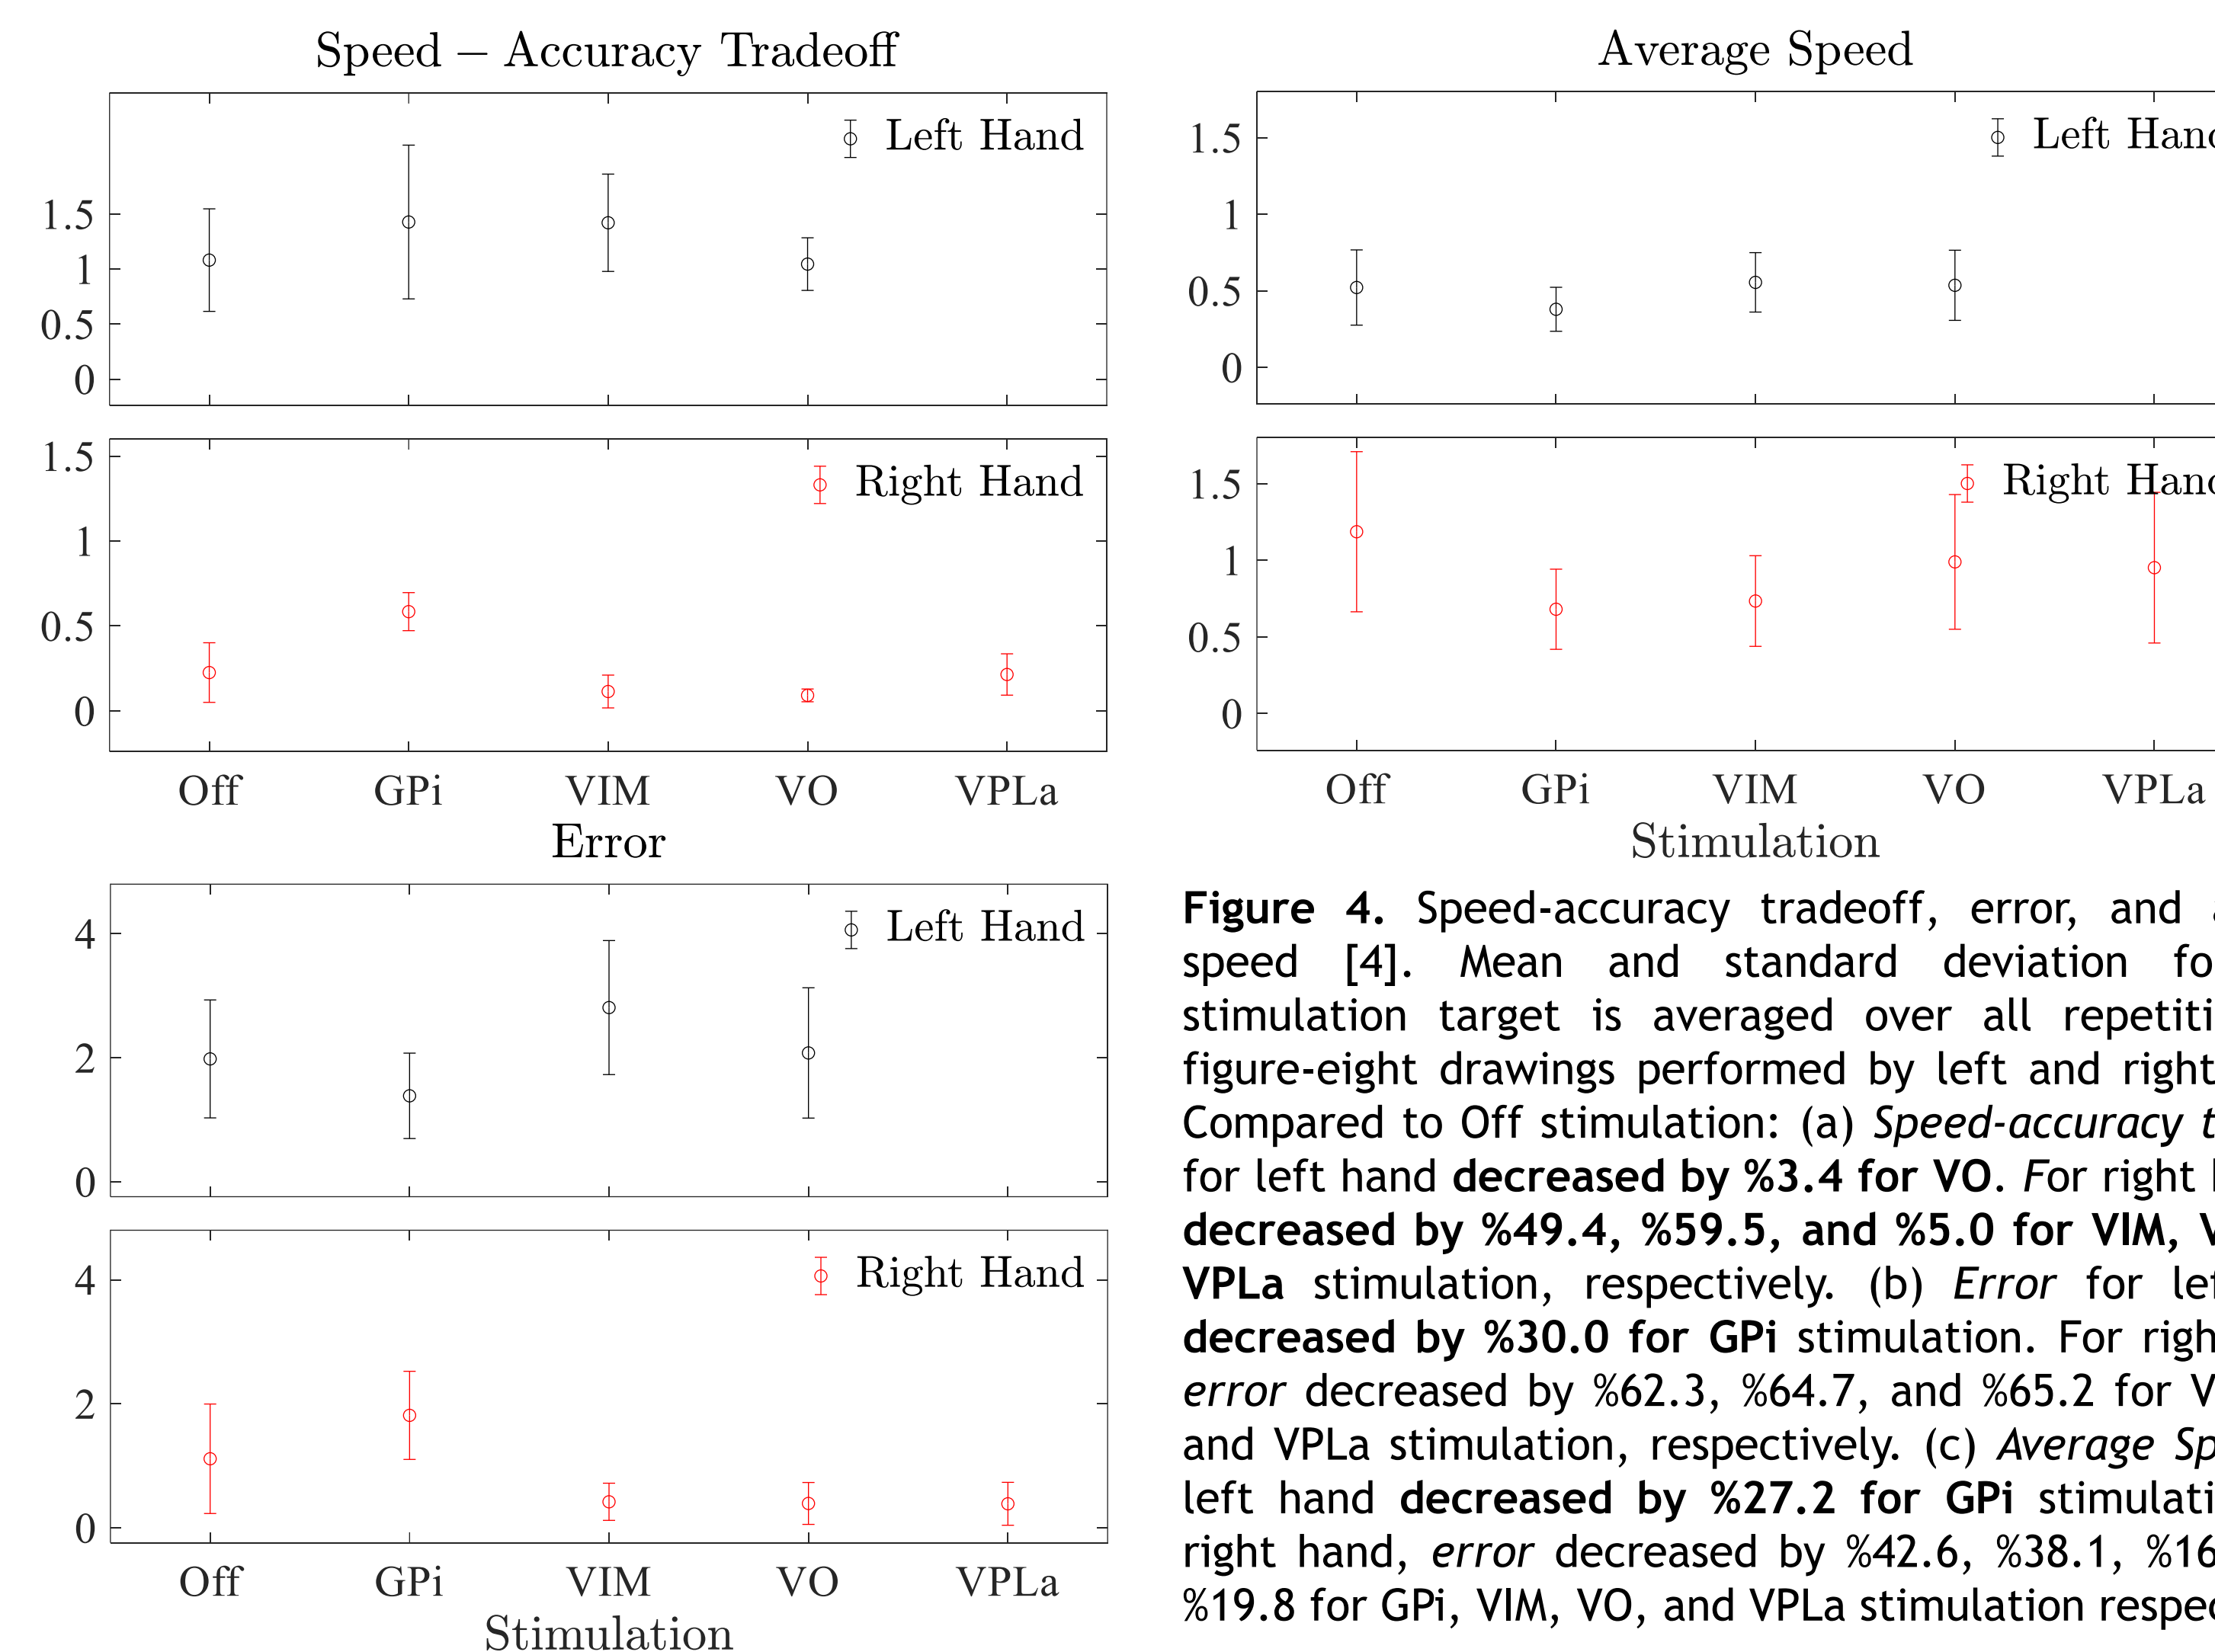 Speed – Accuracy Tradeoff
Left Hand
1.5
1
0.5
0
Right Hand
1.5
1
0.5
0
Off GPi VIM VO VPLa
Error
Left Hand
4
2
0
Right Hand
4
2
0
Off GPi VIM VO VPLa
Stimulation
Average Speed
Left
1.5
1
0.5
0
Right
1.5
1
0.5
0
Off GPi VIM VO VPLa
Stimulation
Figure 4. Speed-accuracy tradeoff, error, and
speed [4]. Mean and standard deviation
stimulation target is averaged over all
figure-eight drawings performed by left and right
Compared to Off stimulation: (a) Speed-accuracy
for left hand decreased by %3.4 for VO. For right
decreased by %49.4, %59.5, and %5.0 for VIM,
VPLa stimulation, respectively. (b) Error for
decreased by %30.0 for GPi stimulation. For
error decreased by %62.3, %64.7, and %65.2 for
and VPLa stimulation, respectively. (c) Average
left hand decreased by %27.2 for GPi
right hand, error decreased by %42.6, %38.1,
%19.8 for GPi, VIM, VO, and VPLa stimulation